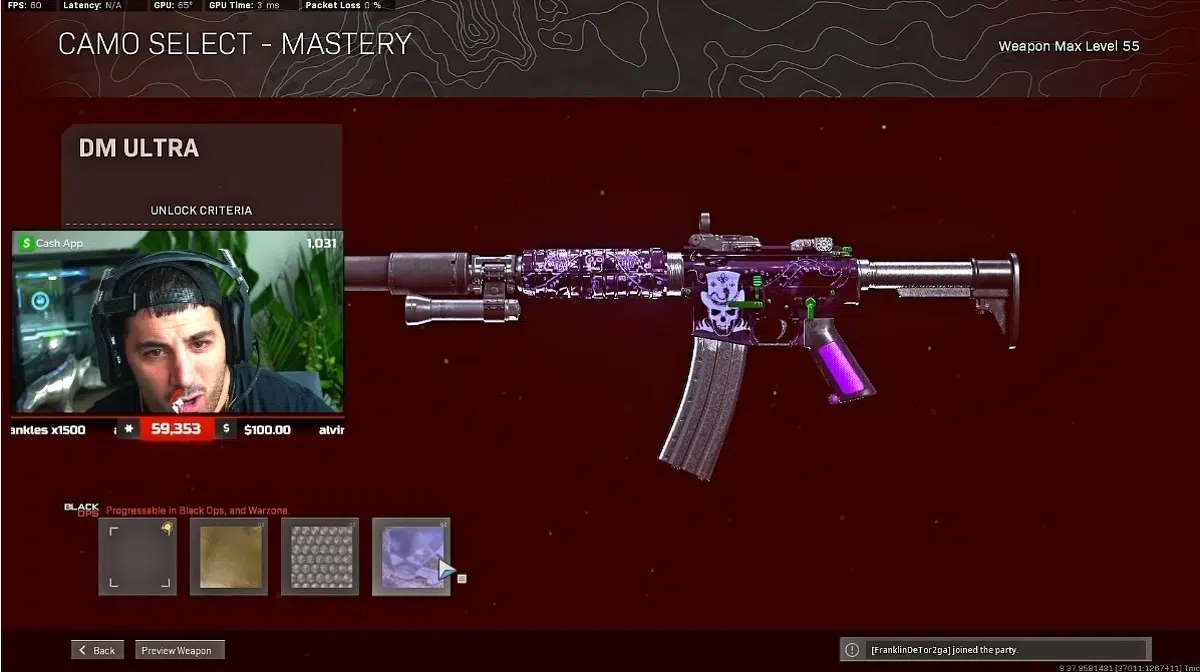 FPS: 60 Latency: N/A GPU: 65° GPU Time: 3 ms Packet Loss 0 %
CAMO SELECT - MASTERY
Weapon Max Level 55
DM ULTRA
UNLOCK CRITERIA
$ Cash App
1,031
ankles x1500
59,353
$ $100.00
alvir
BLACK OPS
Progressable in Black Ops, and Warzone.
Back
Preview Weapon
[FranklinDeTor2ga] joined the party.